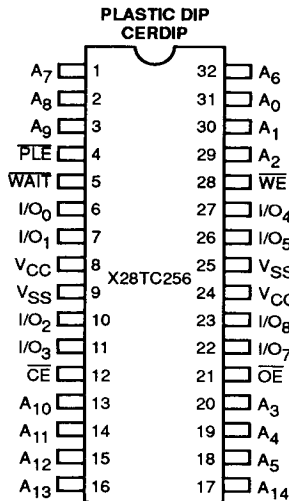 PLASTIC DIP
CERDIP
A7 1 32 A6
A8 2 31 A0
A9 3 30 A1
PLE 4 29 A2
WAIT 5 28 WE
I/O0 6 27 I/O4
I/O1 7 26 I/O5
VCC 8 25 VSS
X28TC256
VSS 9 24 VCC
I/O2 10 23 I/O8
I/O3 11 22 I/O7
CE 12 21 OE
A10 13 20 A3
A11 14 19 A4
A12 15 18 A5
A13 16 17 A14